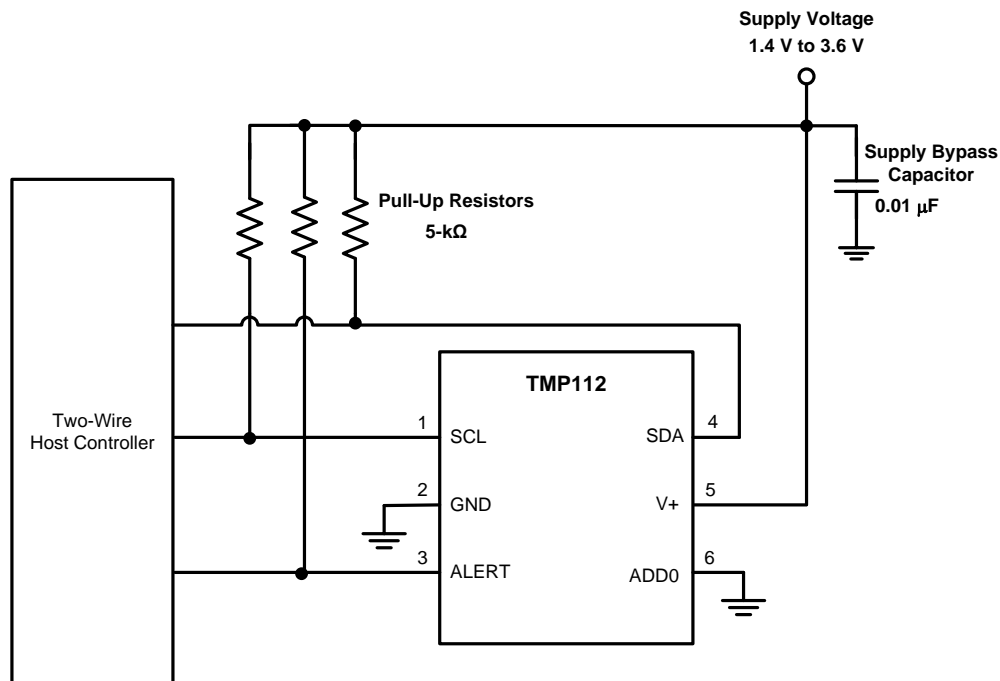 Supply Voltage
1.4 V to 3.6 V
Supply Bypass
Capacitor
0.01 μF
Pull-Up Resistors
5-kΩ
Two-Wire
Host Controller
TMP112
1
SCL
SDA
4
2
GND
V+
5
3
ALERT
ADD0
6